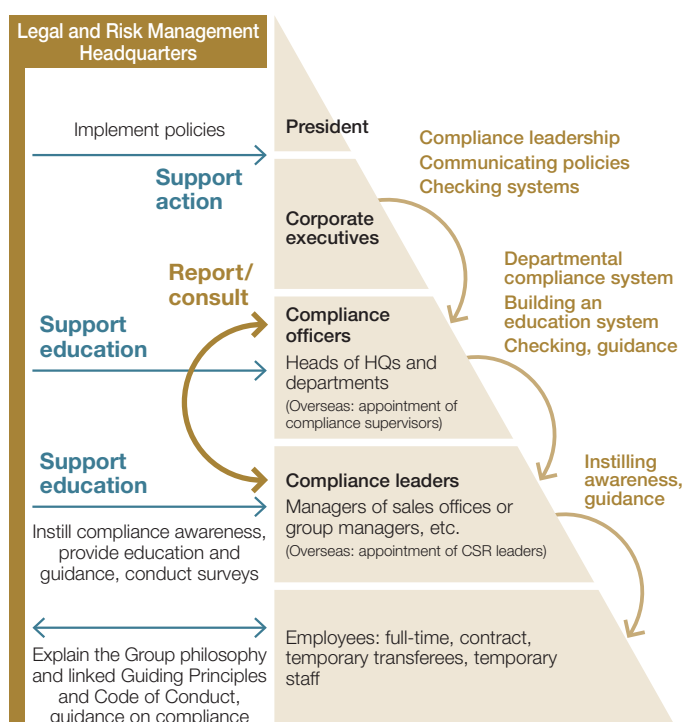 Legal and Risk Management
Headquarters
Implement policies
Support
action
President
Compliance leadership
Communicating policies
Checking systems
Corporate
executives
Report/
consult
Departmental
compliance system
Building an
education system
Checking, guidance
Support
education
Compliance
officers
Heads of HQs and
departments
(Overseas: appointment of
compliance supervisors)
Support
education
Compliance leaders
Managers of sales offices or
group managers, etc.
(Overseas: appointment of CSR leaders)
Instilling
awareness,
guidance
Instill compliance awareness,
provide education and
guidance, conduct surveys
Employees: full-time, contract,
temporary transferees, temporary
staff
Explain the Group philosophy
and linked Guiding Principles
and Code of Conduct,
guidance on compliance